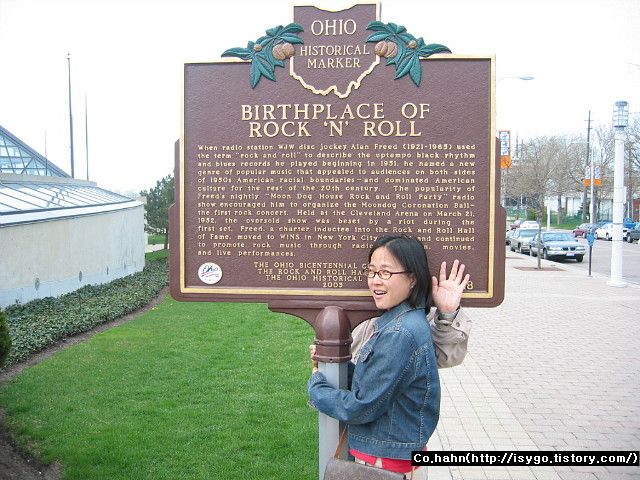 OHIO
HISTORICAL
MARKER
BIRTHPLACE OF
ROCK 'N' ROLL
When radio station WJW disc jockey Alan Freed (1921-1965) used
the term "rock and roll" to describe the uptempo black rhythm
and blues records he played beginning in 1951, he named a new
genre of popular music that appealed to audiences on both sides
of 1950s American racial boundaries—and dominated American
culture for the rest of the 20th century. The popularity of
Freed's nightly "Moon Dog House Rock and Roll Party" radio
show encouraged him to organize the Moondog Coronation Ball—
the first rock concert. Held at the Cleveland Arena on March 21,
1952, the oversold show was beset by a riot during the
first set. Freed, a charter inductee into the Rock and Roll Hall
of Fame, moved to WINS in New York City and continued
to promote rock music through radio, movies,
and live performances.
THE OHIO BICENTENNIAL
THE ROCK AND ROLL
THE OHIO HISTORICAL
2003
8
Co,hahn(http://isygo.tistory.com/)